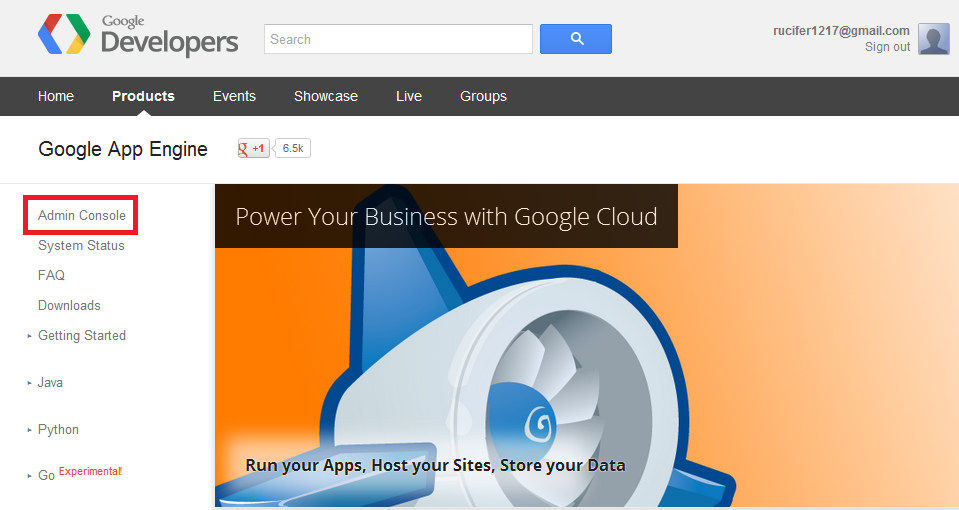 Google
Developers
Search
rucifer1217@gmail.com
Sign out
Home Products Events Showcase Live Groups
Google App Engine
+1 6.5k
Admin Console
System Status
FAQ
Downloads
Getting Started
Java
Python
Go Experimental!
Power Your Business with Google Cloud
Run your Apps, Host your Sites, Store your Data